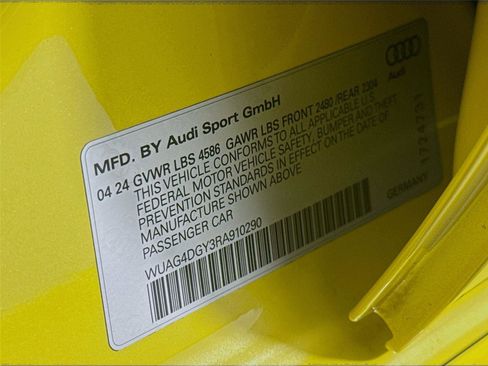 Audi
MFD. BY Audi Sport GmbH
04 24 GVWR LBS 4586 GAWR LBS FRONT 2480 /REAR 2304
THIS VEHICLE CONFORMS TO ALL APPLICABLE U.S.
FEDERAL MOTOR VEHICLE SAFETY, BUMPER AND THEFT
PREVENTION STANDARDS IN EFFECT ON THE DATE OF
MANUFACTURE SHOWN ABOVE
PASSENGER CAR
WUAG4DGY3RA910290
GERMANY